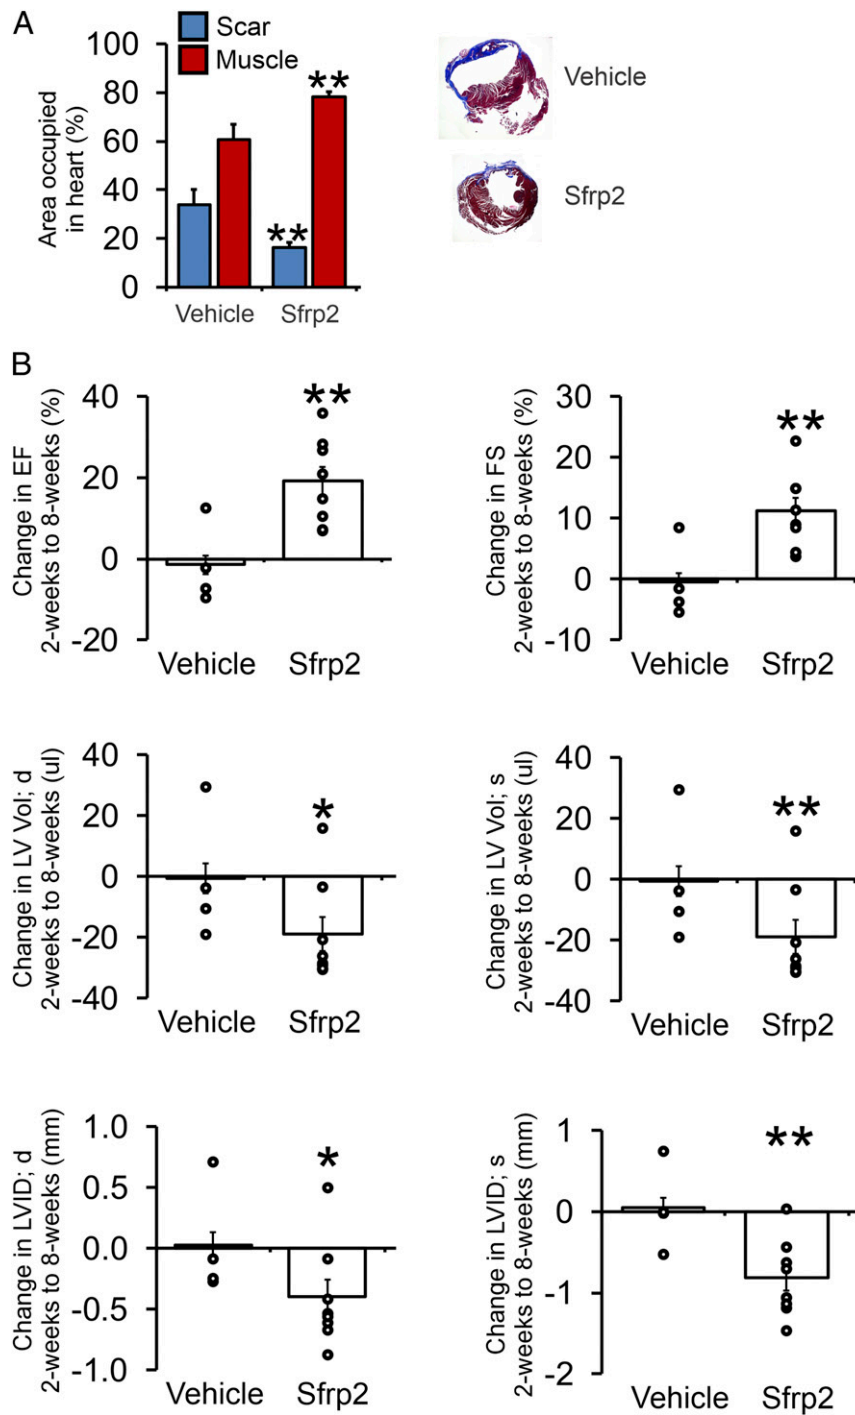 A
Scar
Muscle
Area occupied
in heart (%)
100
80
60
40
20
0
**
**
Vehicle
Sfrp2
Vehicle
Sfrp2
B
Change in EF
2-weeks to 8-weeks (%)
40
20
0
-20
**
Vehicle
Sfrp2
Change in FS
2-weeks to 8-weeks (%)
30
20
10
0
-10
**
Vehicle
Sfrp2
Change in LV Vol; d
2-weeks to 8-weeks (ul)
40
20
0
-20
-40
*
Vehicle
Sfrp2
Change in LV Vol; s
2-weeks to 8-weeks (ul)
40
20
0
-20
-40
**
Vehicle
Sfrp2
Change in LVID; d
2-weeks to 8-weeks (mm)
1.0
0.5
0.0
-0.5
-1.0
*
Vehicle
Sfrp2
Change in LVID; s
2-weeks to 8-weeks (mm)
1
0
-1
-2
**
Vehicle
Sfrp2